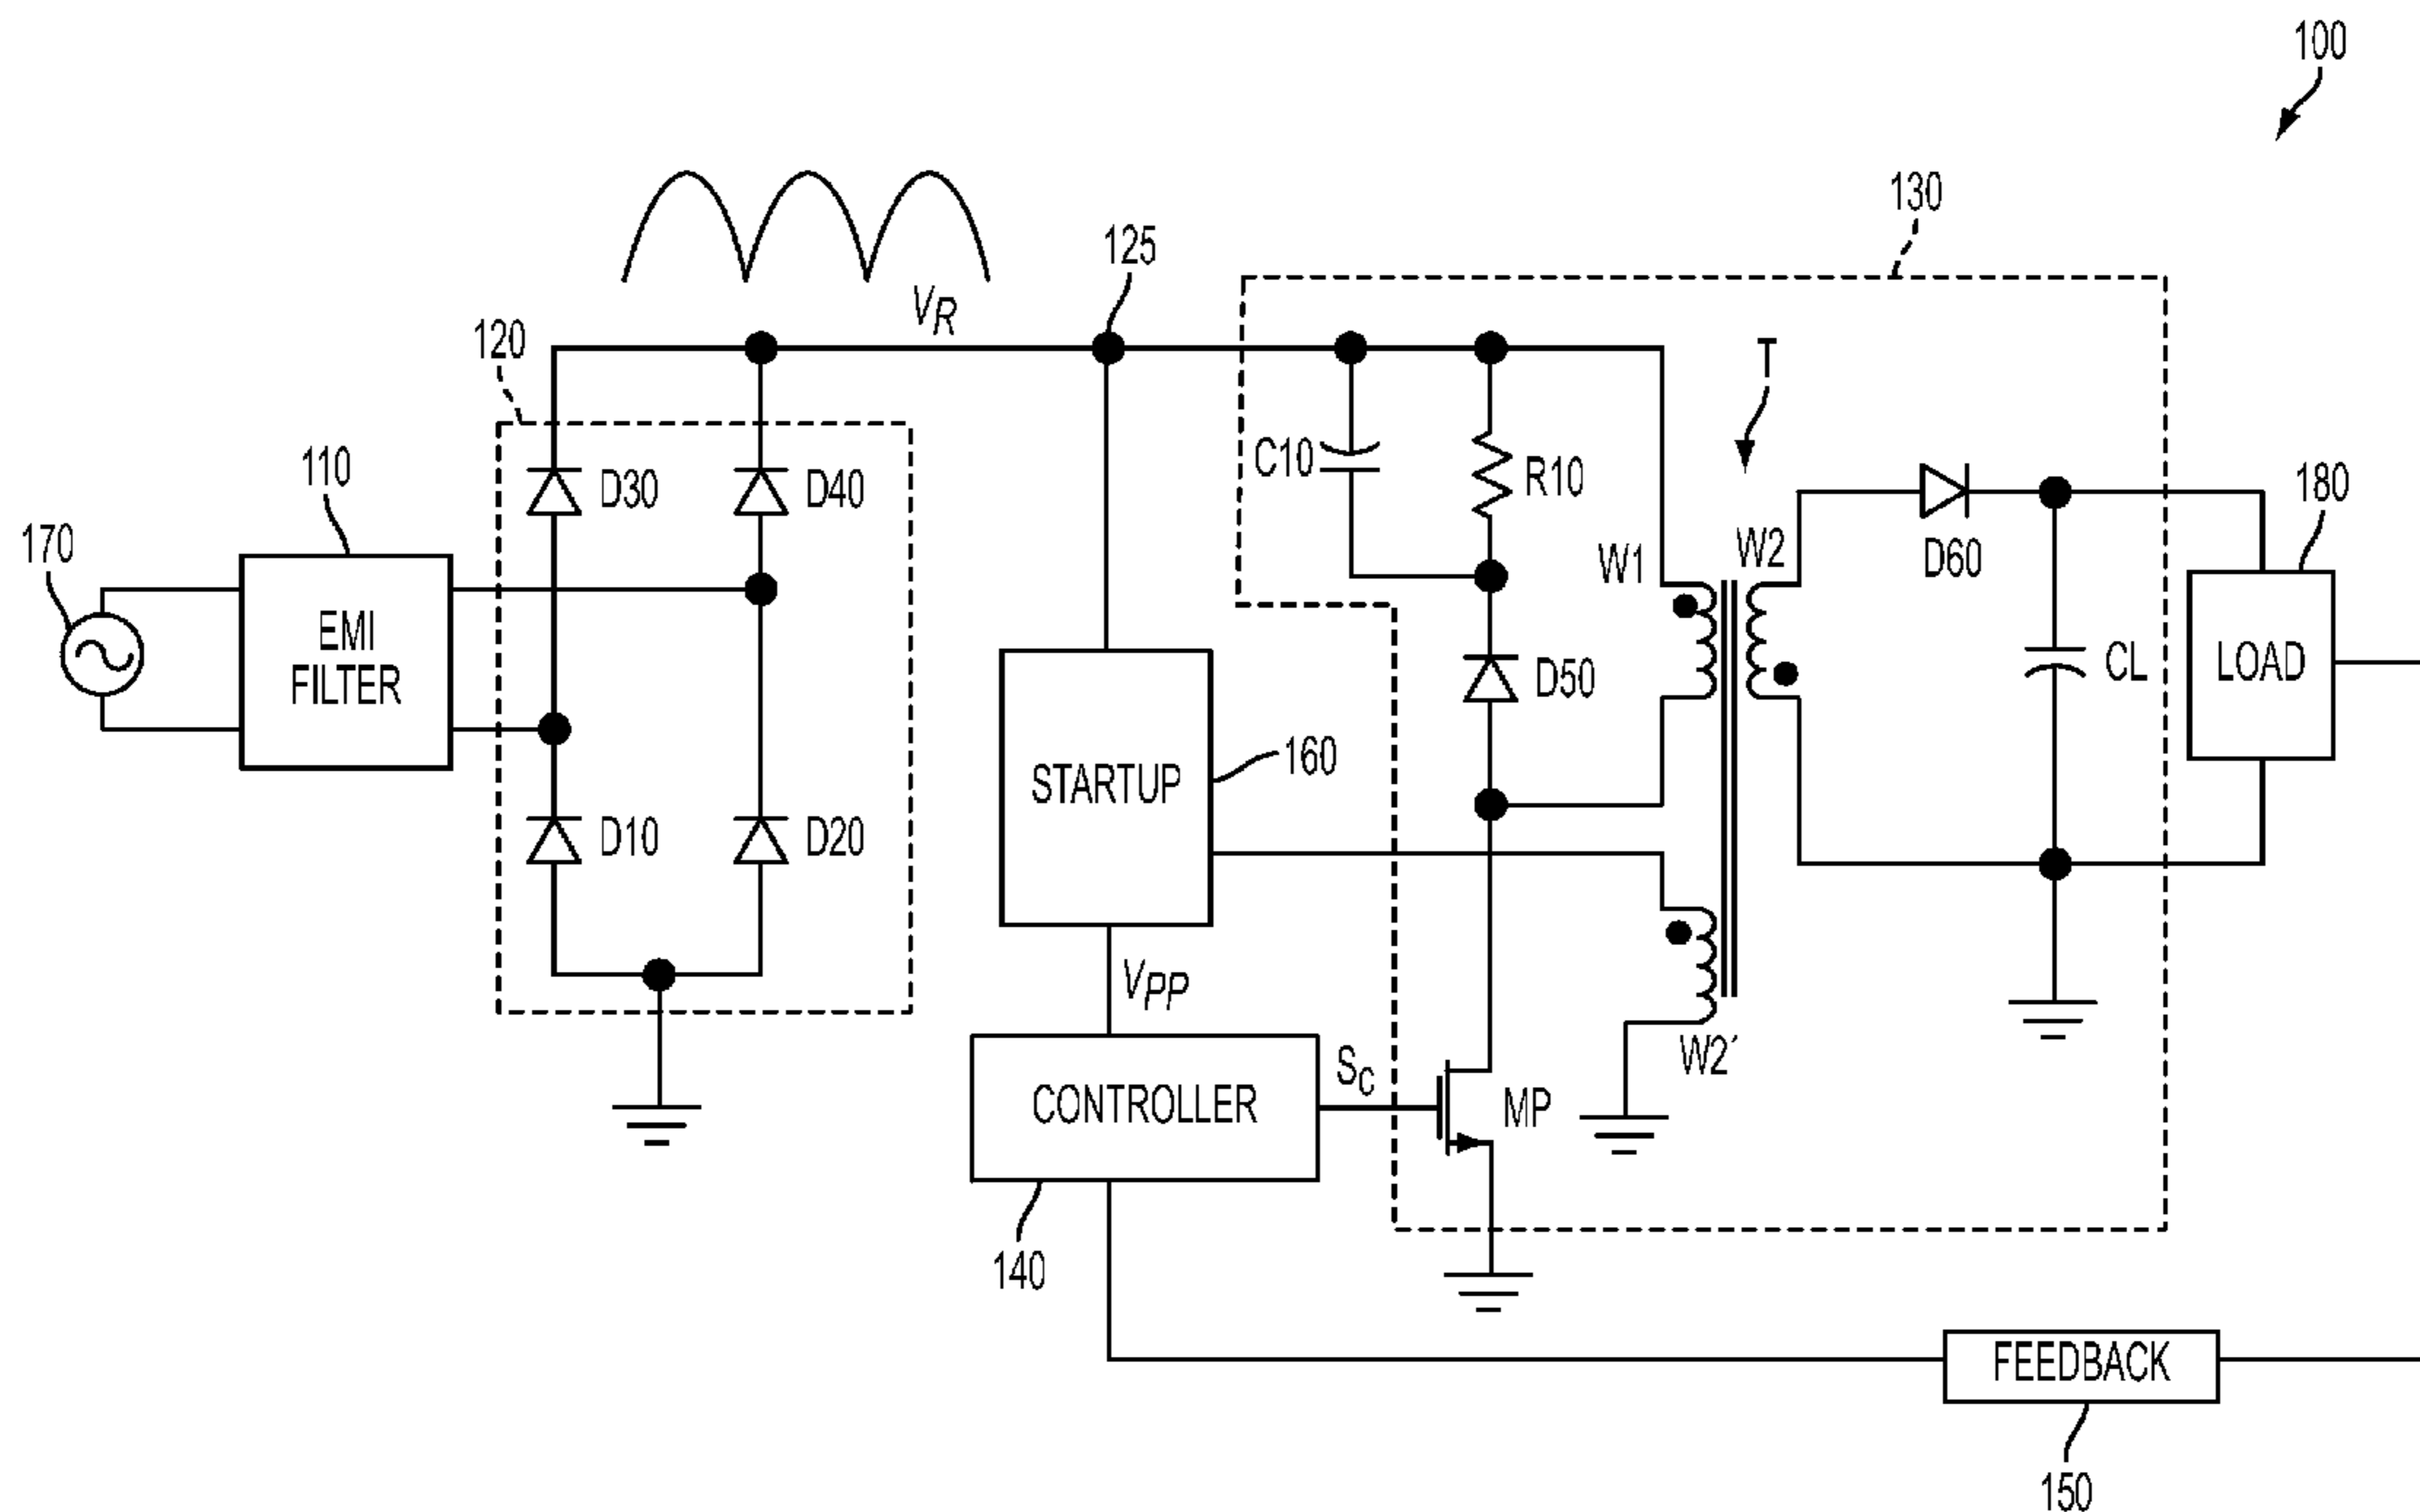 100
130
125
V_R
120
T
C10
R10
110
D30
D40
180
170
W1
W2
D60
EMI
FILTER
D50
CL
LOAD
STARTUP
160
D10
D20
V_PP
W2'
S_C
CONTROLLER
MP
140
FEEDBACK
150